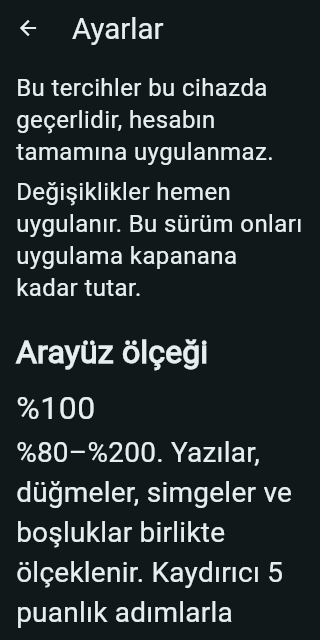 Ayarlar
Bu tercihler bu cihazda
geçerlidir, hesabın
tamamına uygulanmaz.
Değişiklikler hemen
uygulanır. Bu sürüm onları
uygulama kapanana
kadar tutar.
Arayüz ölçeği
%100
%80–%200. Yazılar,
düğmeler, simgeler ve
boşluklar birlikte
ölçeklenir. Kaydırıcı 5
puanlık adımlarla